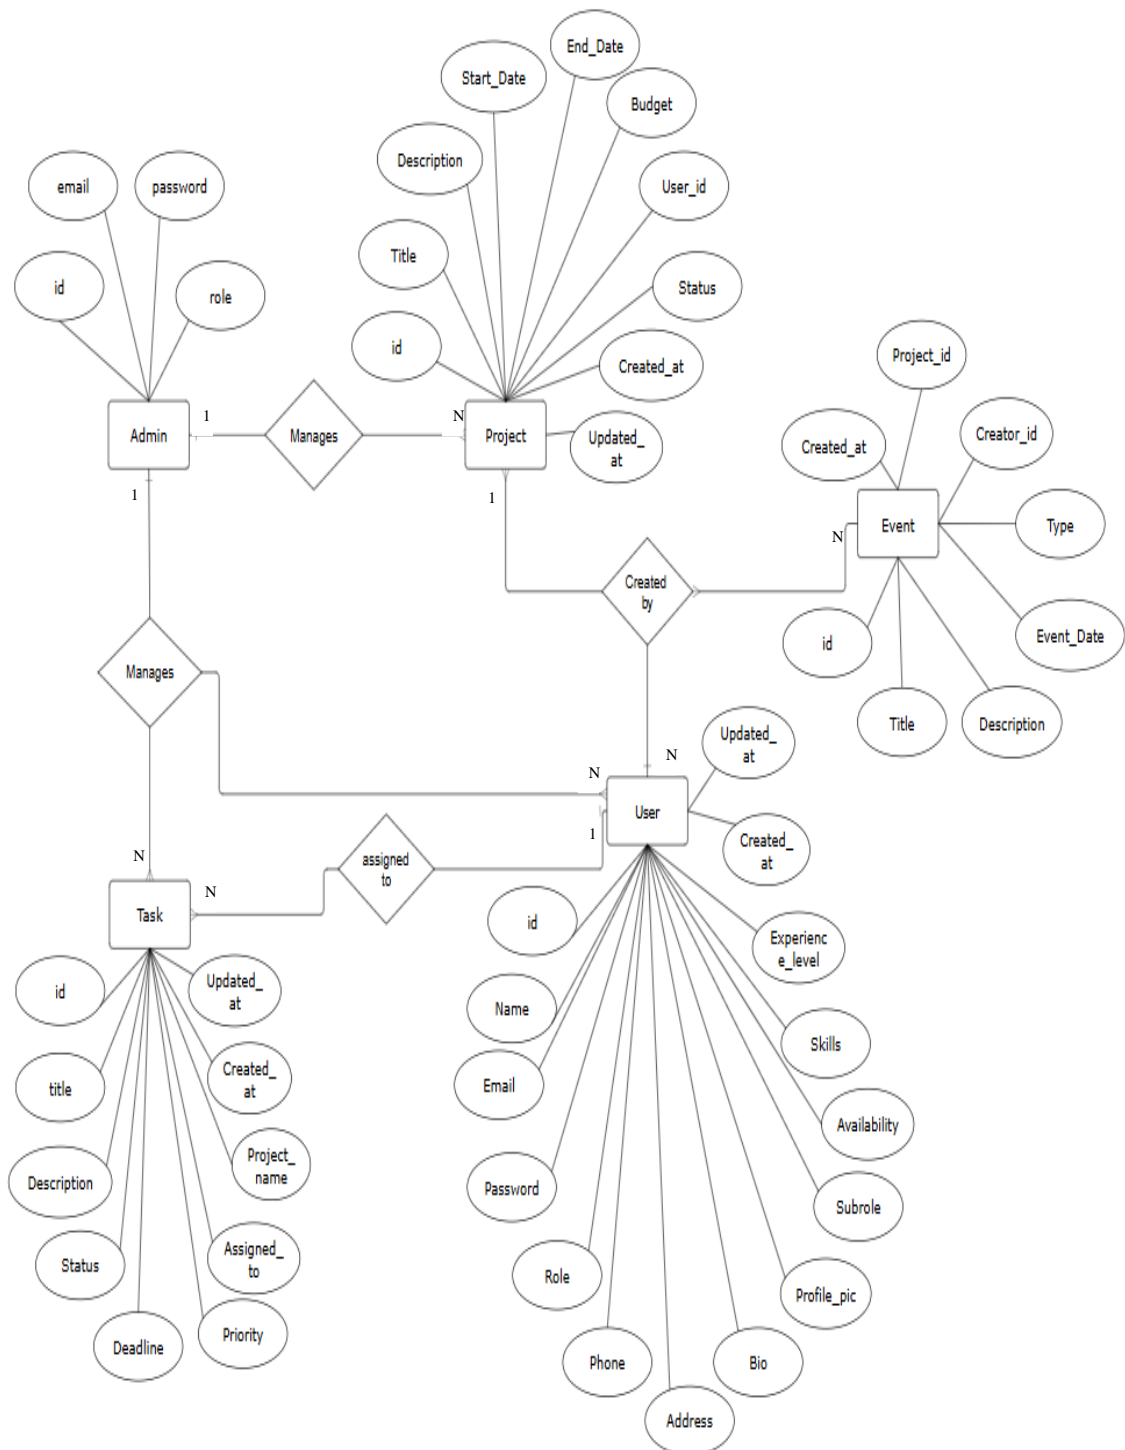 End_Date
Start_Date
Budget
Description
email
password
User_id
Title
id
role
Status
id
Created_at
Project_id
Admin
1
Manages
N
Project
Updated_
at
Created_at
Creator_id
1
1
Event
Type
N
Created
by
id
Event_Date
Manages
Title
Description
Updated_
at
N
N
User
1
Created_
at
assigned
to
N
N
Task
id
Experienc
e_level
id
Updated_
at
Name
Skills
title
Created_
at
Email
Availability
Description
Project_
name
Password
Subrole
Status
Assigned_
to
Role
Profile_pic
Deadline
Priority
Phone
Bio
Address